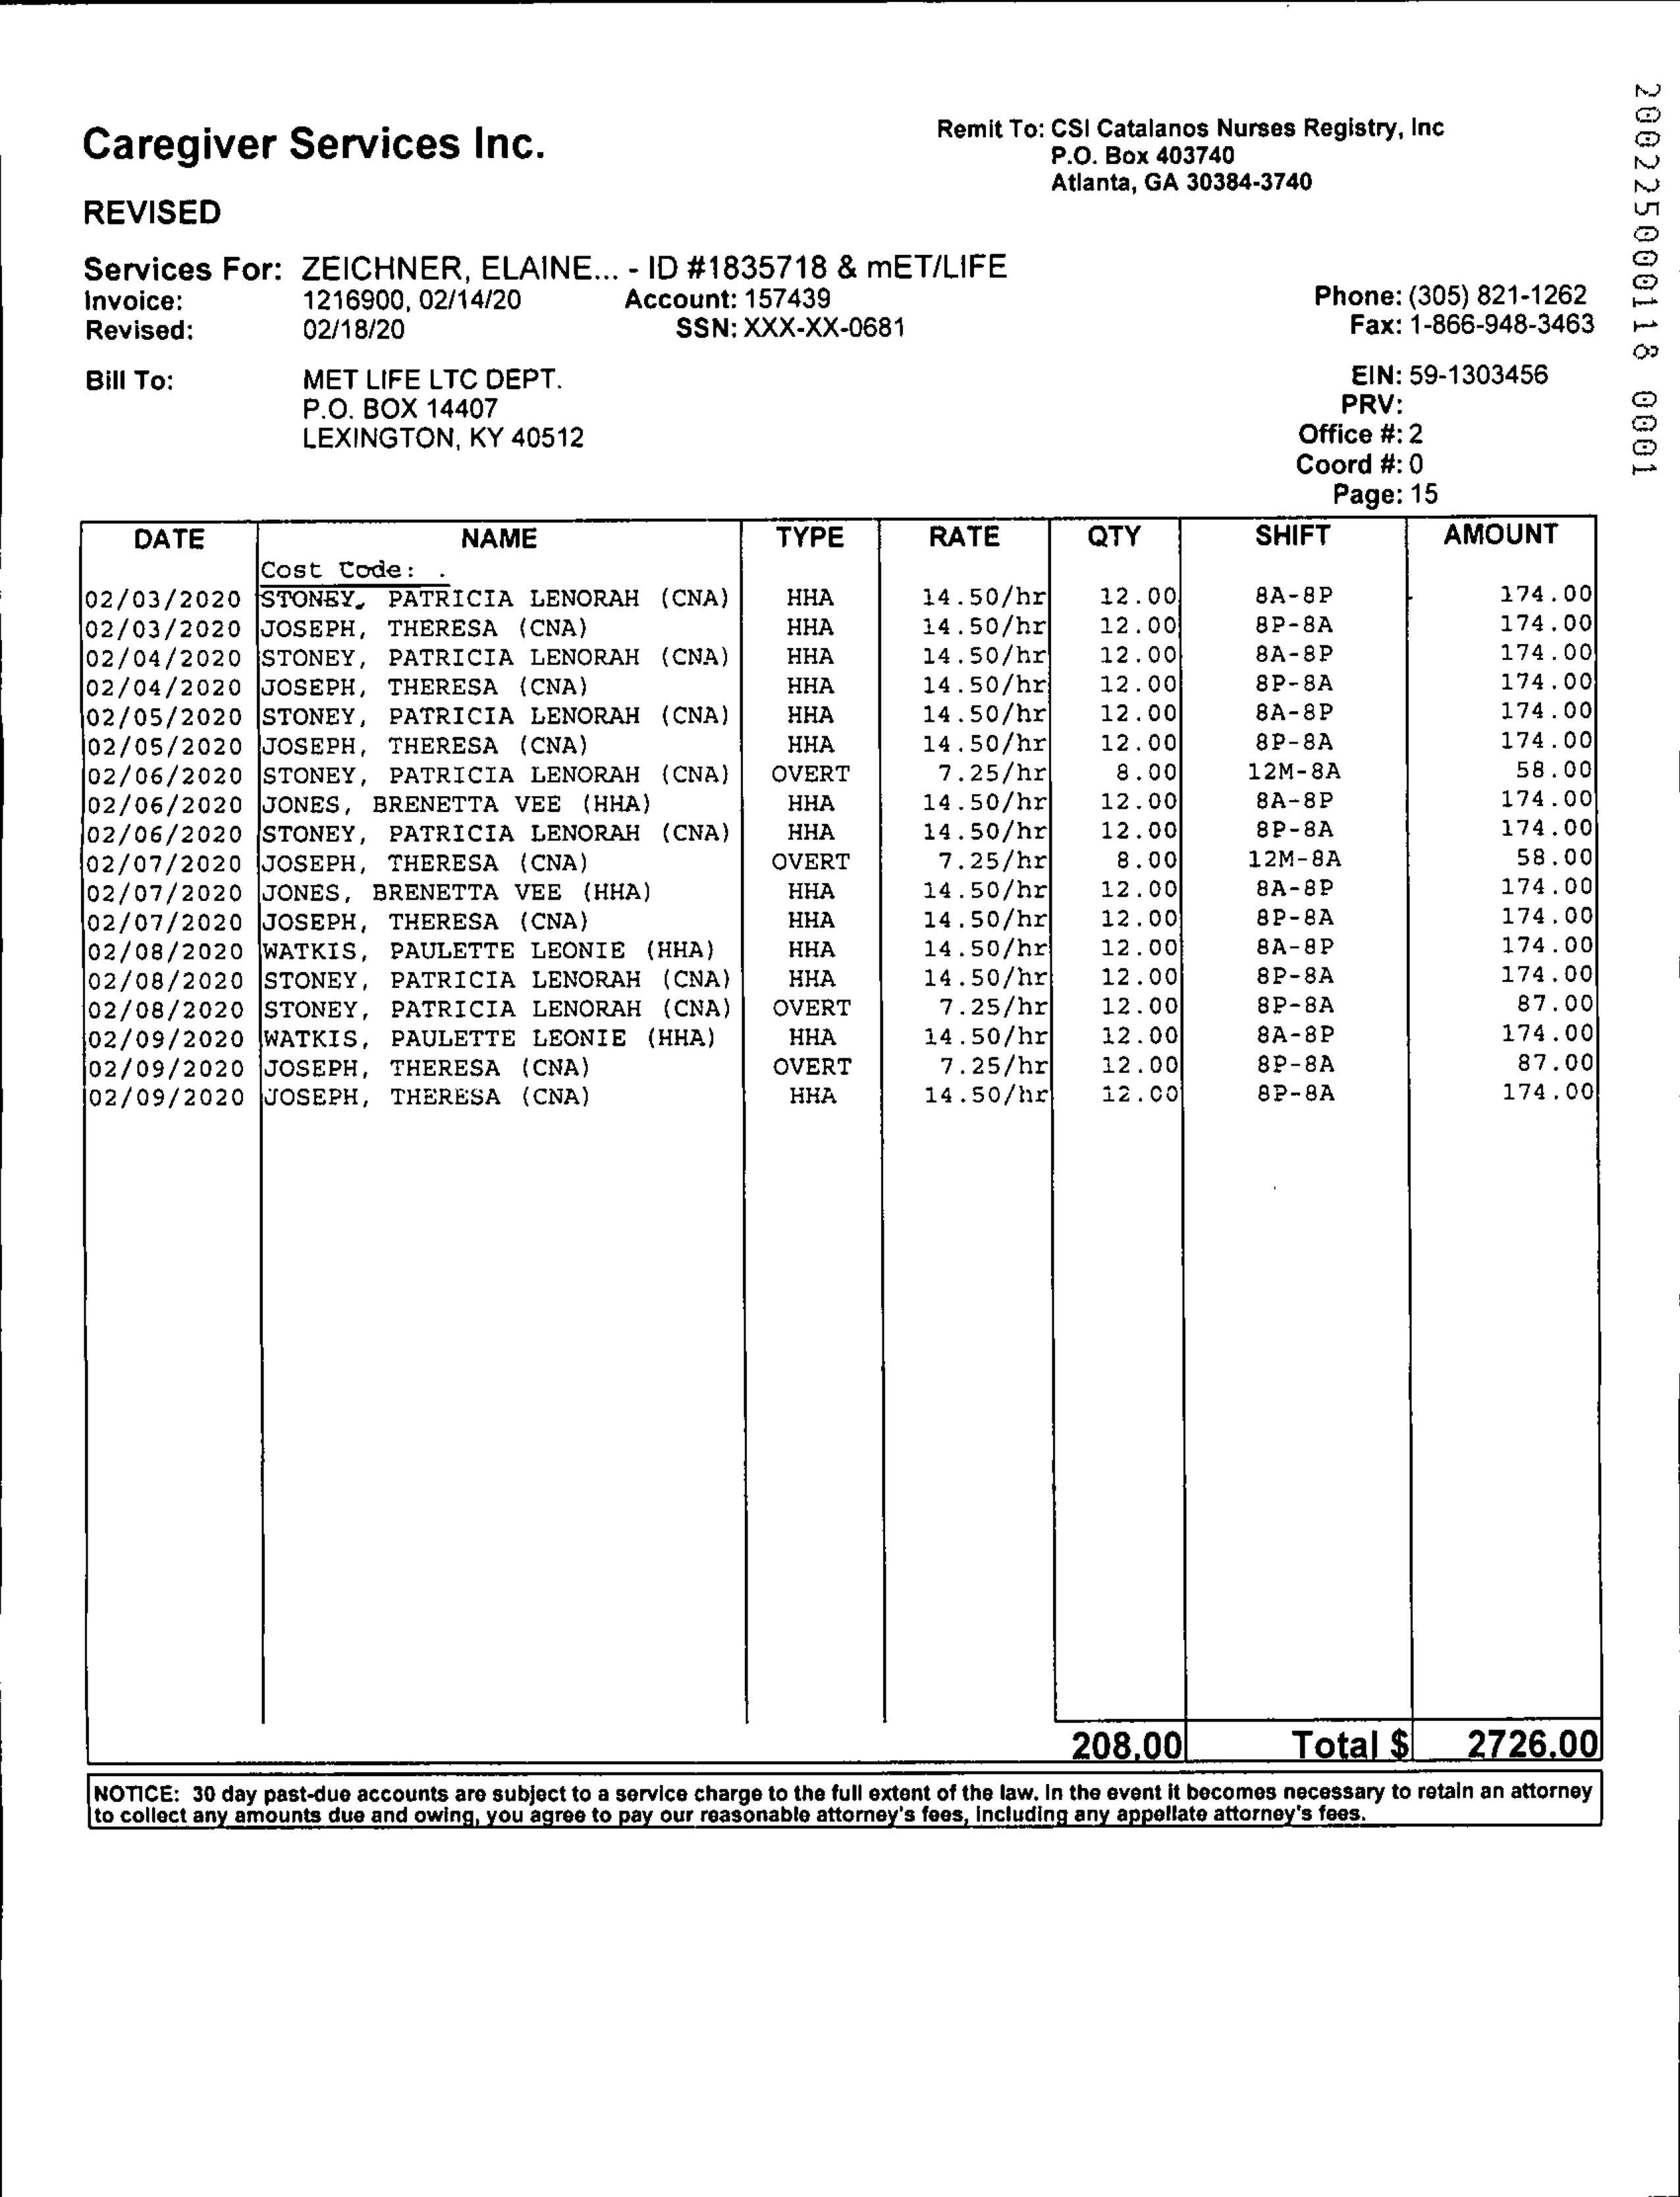 Caregiver Services Inc.
Remit To: CSI Catalanos Nurses Registry, Inc
P.O. Box 403740
Atlanta, GA 30384-3740
REVISED
Services For: ZEICHNER, ELAINE... - ID #1835718 & mET/LIFE
Invoice: 1216900, 02/14/20 Account: 157439 Phone: (305) 821-1262
Revised: 02/18/20 SSN: XXX-XX-0681 Fax: 1-866-948-3463
Bill To: MET LIFE LTC DEPT. EIN: 59-1303456
P.O. BOX 14407 PRV:
LEXINGTON, KY 40512 Office #: 2
Coord #: 0
Page: 15
20022500118 0001
DATE NAME TYPE RATE QTY SHIFT AMOUNT
Cost Code: .
02/03/2020 STONEY, PATRICIA LENORAH (CNA) HHA 14.50/hr 12.00 8A-8P 174.00
02/03/2020 JOSEPH, THERESA (CNA) HHA 14.50/hr 12.00 8P-8A 174.00
02/04/2020 STONEY, PATRICIA LENORAH (CNA) HHA 14.50/hr 12.00 8A-8P 174.00
02/04/2020 JOSEPH, THERESA (CNA) HHA 14.50/hr 12.00 8P-8A 174.00
02/05/2020 STONEY, PATRICIA LENORAH (CNA) HHA 14.50/hr 12.00 8A-8P 174.00
02/05/2020 JOSEPH, THERESA (CNA) HHA 14.50/hr 12.00 8P-8A 174.00
02/06/2020 STONEY, PATRICIA LENORAH (CNA) OVERT 7.25/hr 8.00 12M-8A 58.00
02/06/2020 JONES, BRENETTA VEE (HHA) HHA 14.50/hr 12.00 8A-8P 174.00
02/06/2020 STONEY, PATRICIA LENORAH (CNA) HHA 14.50/hr 12.00 8P-8A 174.00
02/07/2020 JOSEPH, THERESA (CNA) OVERT 7.25/hr 8.00 12M-8A 58.00
02/07/2020 JONES, BRENETTA VEE (HHA) HHA 14.50/hr 12.00 8A-8P 174.00
02/07/2020 JOSEPH, THERESA (CNA) HHA 14.50/hr 12.00 8P-8A 174.00
02/08/2020 WATKIS, PAULETTE LEONIE (HHA) HHA 14.50/hr 12.00 8A-8P 174.00
02/08/2020 STONEY, PATRICIA LENORAH (CNA) HHA 14.50/hr 12.00 8P-8A 174.00
02/08/2020 STONEY, PATRICIA LENORAH (CNA) OVERT 7.25/hr 12.00 8P-8A 87.00
02/09/2020 WATKIS, PAULETTE LEONIE (HHA) HHA 14.50/hr 12.00 8A-8P 174.00
02/09/2020 JOSEPH, THERESA (CNA) OVERT 7.25/hr 12.00 8P-8A 87.00
02/09/2020 JOSEPH, THERESA (CNA) HHA 14.50/hr 12.00 8P-8A 174.00
208.00 Total $ 2726.00
NOTICE: 30 day past-due accounts are subject to a service charge to the full extent of the law. In the event it becomes necessary to retain an attorney
to collect any amounts due and owing, you agree to pay our reasonable attorney's fees, including any appellate attorney's fees.